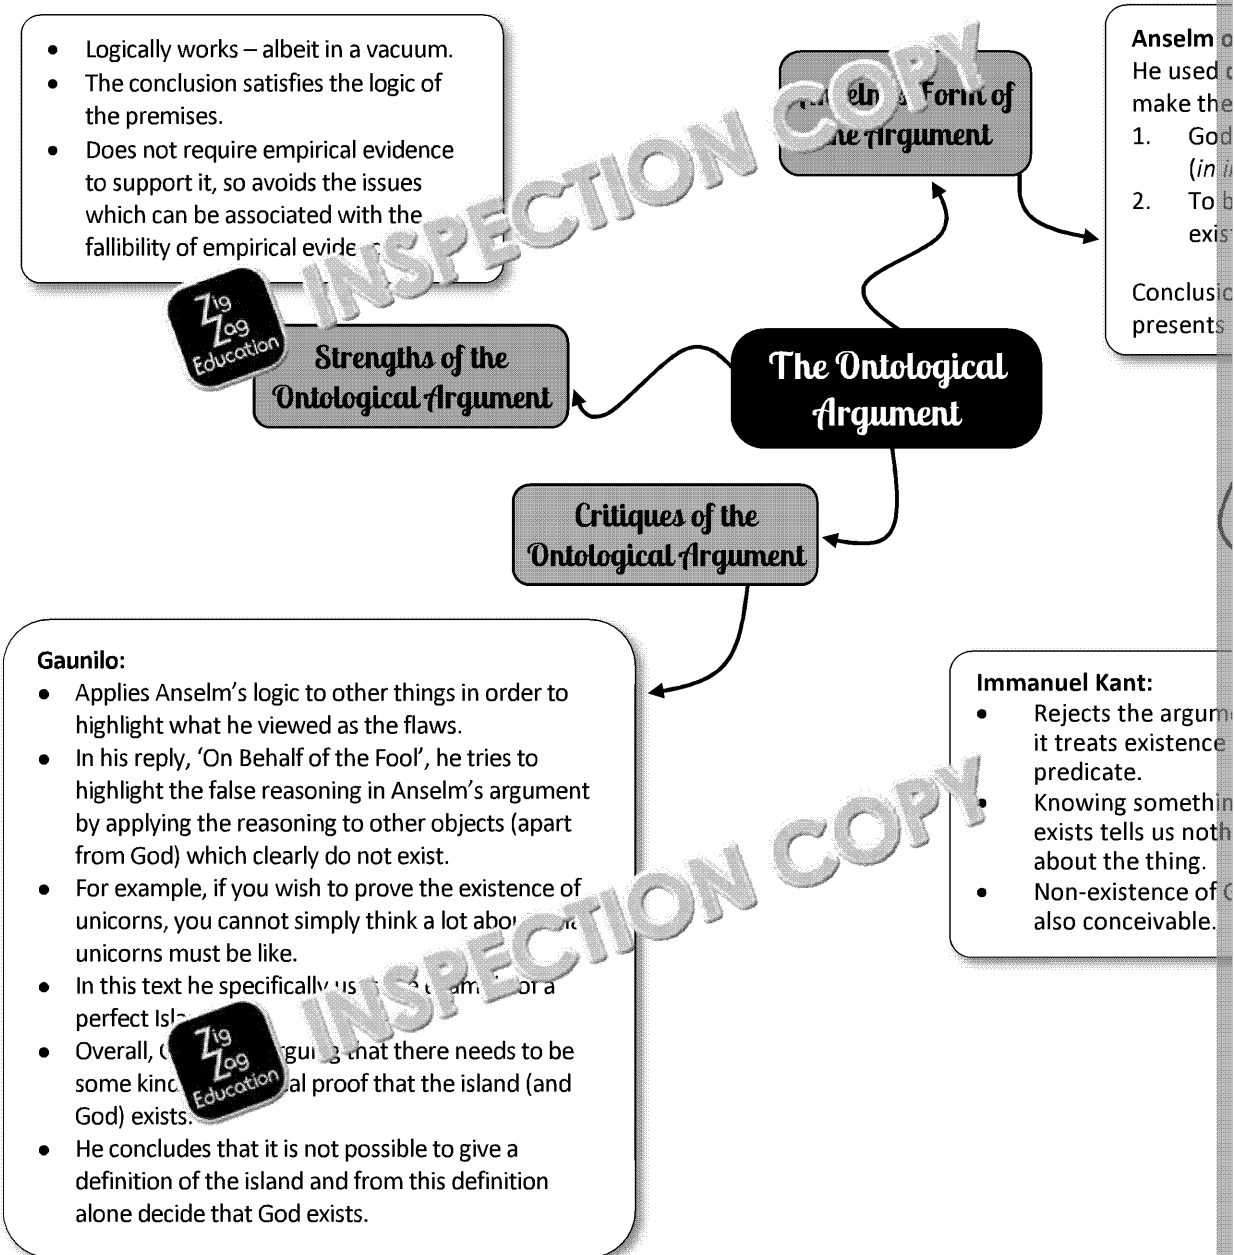 • Logically works – albeit in a vacuum.
• The conclusion satisfies the logic of
the premises.
• Does not require empirical evidence
to support it, so avoids the issues
which can be associated with the
fallibility of empirical
Form of
Argument
Anselm
He used
make the
1. God
(in
2. To
Conclusio
presents
INSPECTION COPY
Zig
Zag
Education
Strengths of the
Ontological Argument
The Ontological
Argument
Critiques of the
Ontological Argument
Gaunilo:
• Applies Anselm’s logic to other things in order to
highlight what he viewed as the flaws.
• In his reply, ‘On Behalf of the Fool’, he tries to
highlight the false reasoning in Anselm’s argument
by applying the reasoning to other objects (apart
from God) which clearly do not exist.
• For example, if you wish to prove the existence of
unicorns, you cannot simply think a lot
unicorns must be like.
• In this text he specifically of a
perfect
• Overall, that there needs to be
some proof that the island (and
God) exists.
• He concludes that it is not possible to give a
definition of the island and from this definition
alone decide that God exists.
Immanuel Kant:
• Rejects the
it treats existence
predicate.
• Knowing
exists tells us
about the thing.
• Non-existence of
also conceivable.
INSPECTION COPY
Zig
Zag
Education